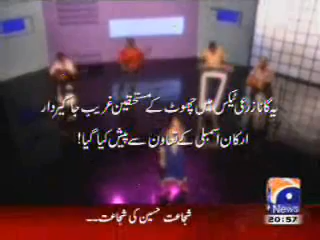 یہ گانا زرعی ٹیکس میں چھوٹ کے مستحقین غریب جاگیردار
ارکان اسمبلی کے تعاون سے پیش کیا گیا!
شجاعت حسین کی شجاعت۔۔
GEO
News
20:57